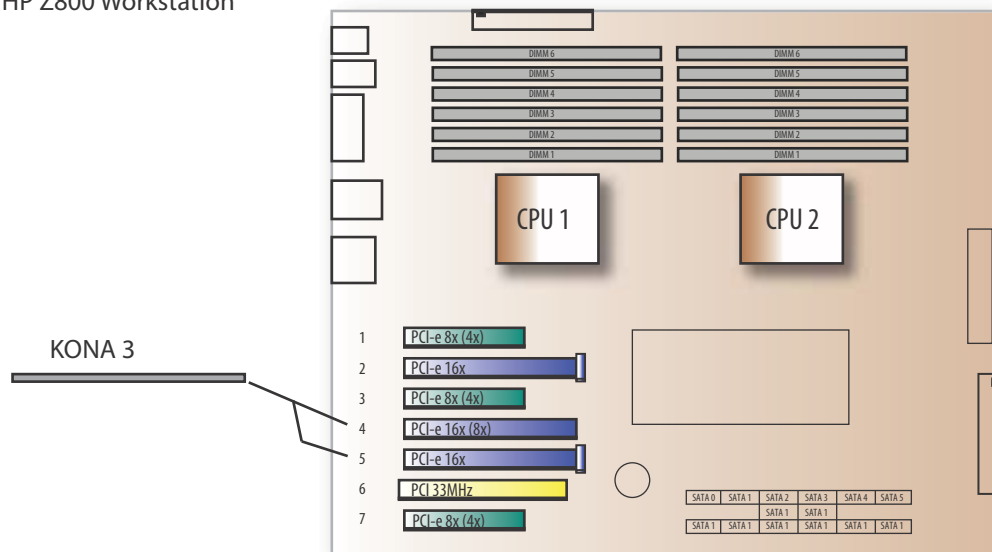 HP Z800 Workstation
DIMM 6 DIMM 6
DIMM 5 DIMM 5
DIMM 4 DIMM 4
DIMM 3 DIMM 3
DIMM 2 DIMM 2
DIMM 1 DIMM 1
CPU 1 CPU 2
KONA 3
1 PCI-e 8x (4x)
2 PCI-e 16x
3 PCI-e 8x (4x)
4 PCI-e 16x (8x)
5 PCI-e 16x
6 PCI 33MHz
7 PCI-e 8x (4x)
SATA 0 SATA 1 SATA 2 SATA 3 SATA 4 SATA 5
SATA 1 SATA 1
SATA 1 SATA 1 SATA 1 SATA 1 SATA 1 SATA 1